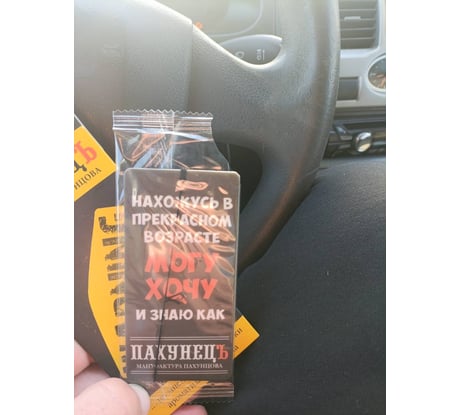 НАХОЖУСЬ В
ПРЕКРАСНОМ
ВОЗРАСТЕ
МОГУ
ХОЧУ
И ЗНАЮ КАК
ПАХУНЕЦЪ
МАНУФАКТУРА ПАХУНЦОВА